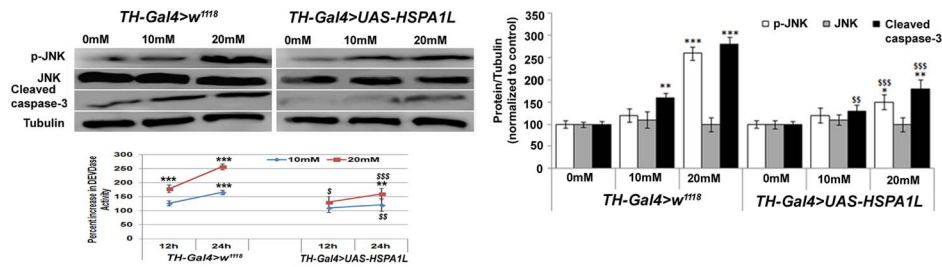 TH-Gal4>w1118 TH-Gal4>UAS-HSPA1L
0mM 10mM 20mM 0mM 10mM 20mM
p-JNK
JNK
Cleaved
caspase-3
Tubulin
Percent increase in DEVDase
Activity
300
250
200
150
100
50
0
10mM 20mM
*** *** *** $ $$$ ** $$
12h 24h 12h 24h
TH-Gal4>w1118 TH-Gal4>UAS-HSPA1L
Protein/Tubulin
(normalized to control)
350
300
250
200
150
100
50
0
p-JNK JNK Cleaved
caspase-3
** *** *** $$ $$$ * $$$ **
0mM 10mM 20mM 0mM 10mM 20mM
TH-Gal4>w1118 TH-Gal4>UAS-HSPA1L